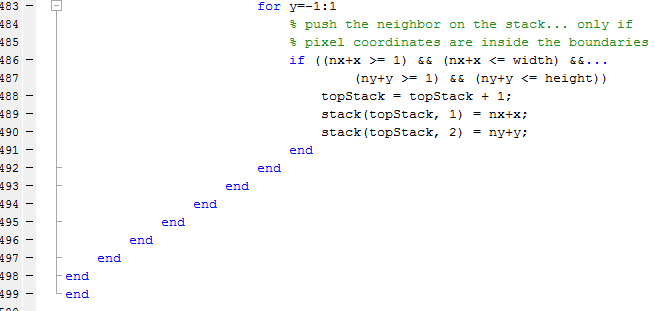 483 – for y=-1:1
484 – % push the neighbor on the stack... only if
485 – % pixel coordinates are inside the boundaries
486 – if ((nx+x >= 1) && (nx+x <= width) &&...
487 (ny+y >= 1) && (ny+y <= height))
488 – topStack = topStack + 1;
489 – stack(topStack, 1) = nx+x;
490 – stack(topStack, 2) = ny+y;
491 – end
492 – end
493 – end
494 – end
495 – end
496 – end
497 – end
498 – end
499 – end